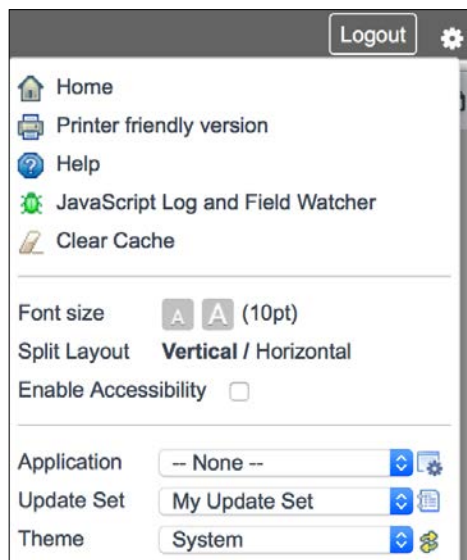 Logout
Home
Printer friendly version
Help
JavaScript Log and Field Watcher
Clear Cache
Font size A A (10pt)
Split Layout Vertical / Horizontal
Enable Accessibility
Application -- None --
Update Set My Update Set
Theme System